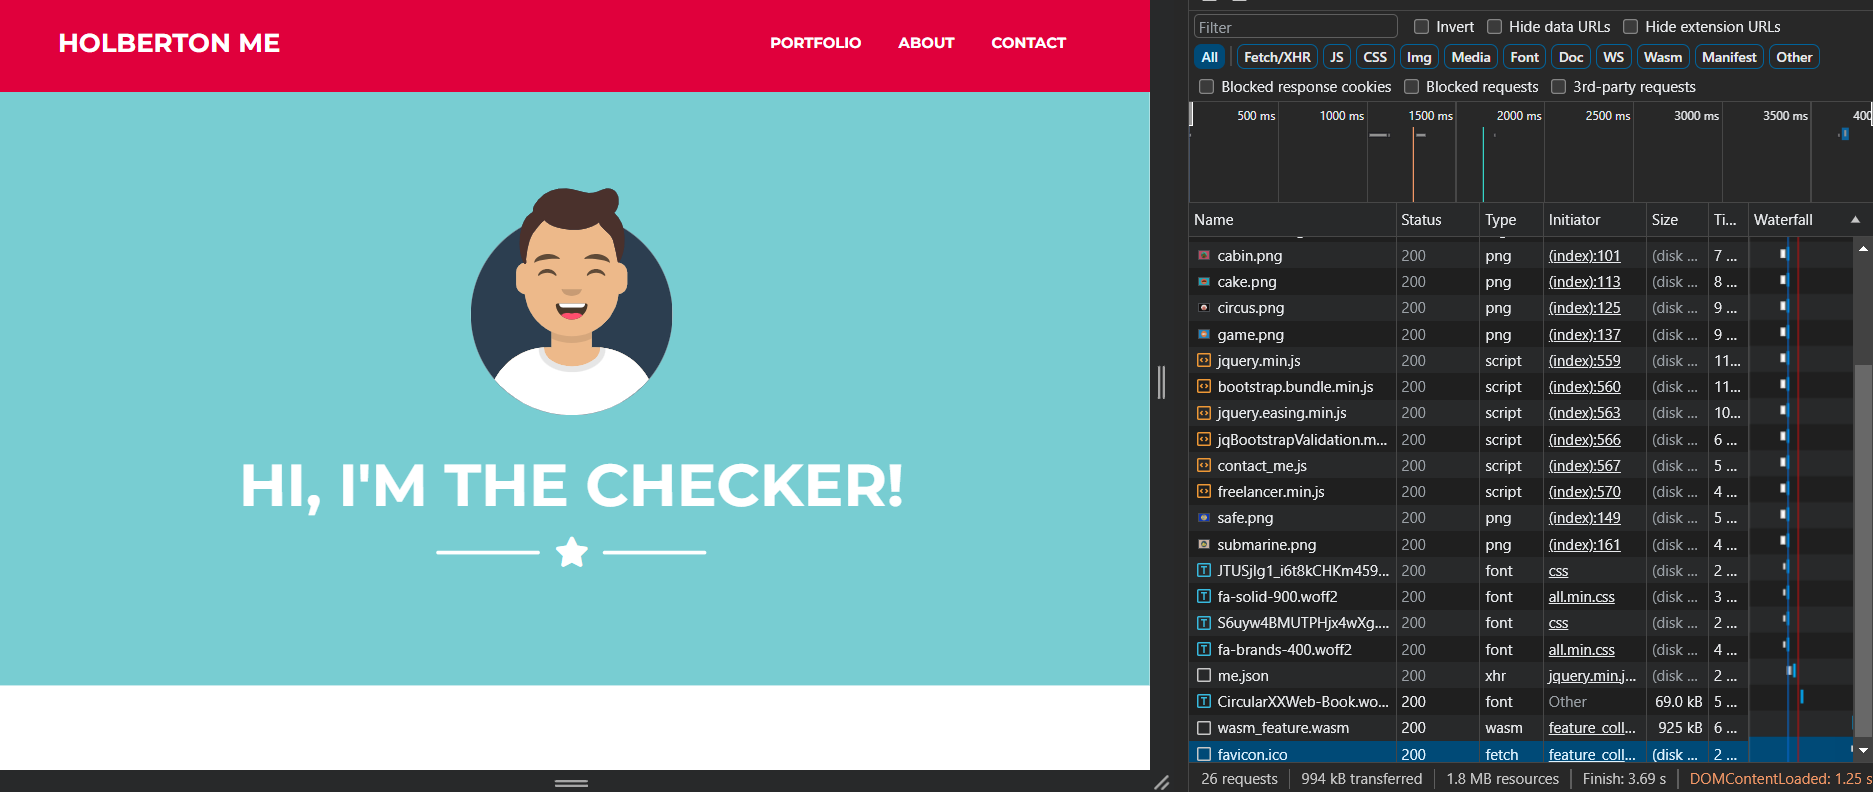 HOLBERTON ME
PORTFOLIO ABOUT CONTACT
HI, I'M THE CHECKER!
Filter Invert Hide data URLs Hide extension URLs
All Fetch/XHR JS CSS Img Media Font Doc WS Wasm Manifest Other
Blocked response cookies Blocked requests 3rd-party requests
500 ms 1000 ms 1500 ms 2000 ms 2500 ms 3000 ms 3500 ms 400
Name Status Type Initiator Size Ti... Waterfall
cabin.png 200 png (index):101 (disk ... 7 ...
cake.png 200 png (index):113 (disk ... 8 ...
circus.png 200 png (index):125 (disk ... 9 ...
game.png 200 png (index):137 (disk ... 9 ...
jquery.min.js 200 script (index):559 (disk ... 11...
bootstrap.bundle.min.js 200 script (index):560 (disk ... 11...
jquery.easing.min.js 200 script (index):563 (disk ... 10...
jqBootstrapValidation.m... 200 script (index):566 (disk ... 6 ...
contact_me.js 200 script (index):567 (disk ... 5 ...
freelancer.min.js 200 script (index):570 (disk ... 4 ...
safe.png 200 png (index):149 (disk ... 5 ...
submarine.png 200 png (index):161 (disk ... 4 ...
JTUSjIg1_i6t8kCHKm459... 200 font css (disk ... 2 ...
fa-solid-900.woff2 200 font all.min.css (disk ... 3 ...
S6uyw4BMUTPHjx4wXg.... 200 font css (disk ... 2 ...
fa-brands-400.woff2 200 font all.min.css (disk ... 4 ...
me.json 200 xhr jquery.min.j... (disk ... 2 ...
CircularXXWeb-Book.wo... 200 font Other 69.0 kB 5 ...
wasm_feature.wasm 200 wasm feature_coll... 925 kB 6 ...
favicon.ico 200 fetch feature_coll... (disk ... 2 ...
26 requests 994 kB transferred 1.8 MB resources Finish: 3.69 s DOMContentLoaded: 1.25 s